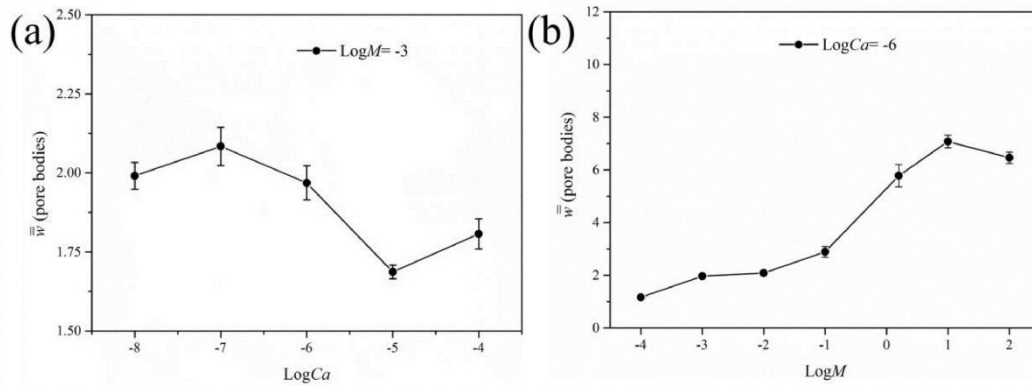 (a)
LogM= -3
2.50
2.25
2.00
1.75
1.50
w̿ (pore bodies)
-8 -7 -6 -5 -4
LogCa
(b)
LogCa= -6
12
10
8
6
4
2
0
w̿ (pore bodies)
-4 -3 -2 -1 0 1 2
LogM